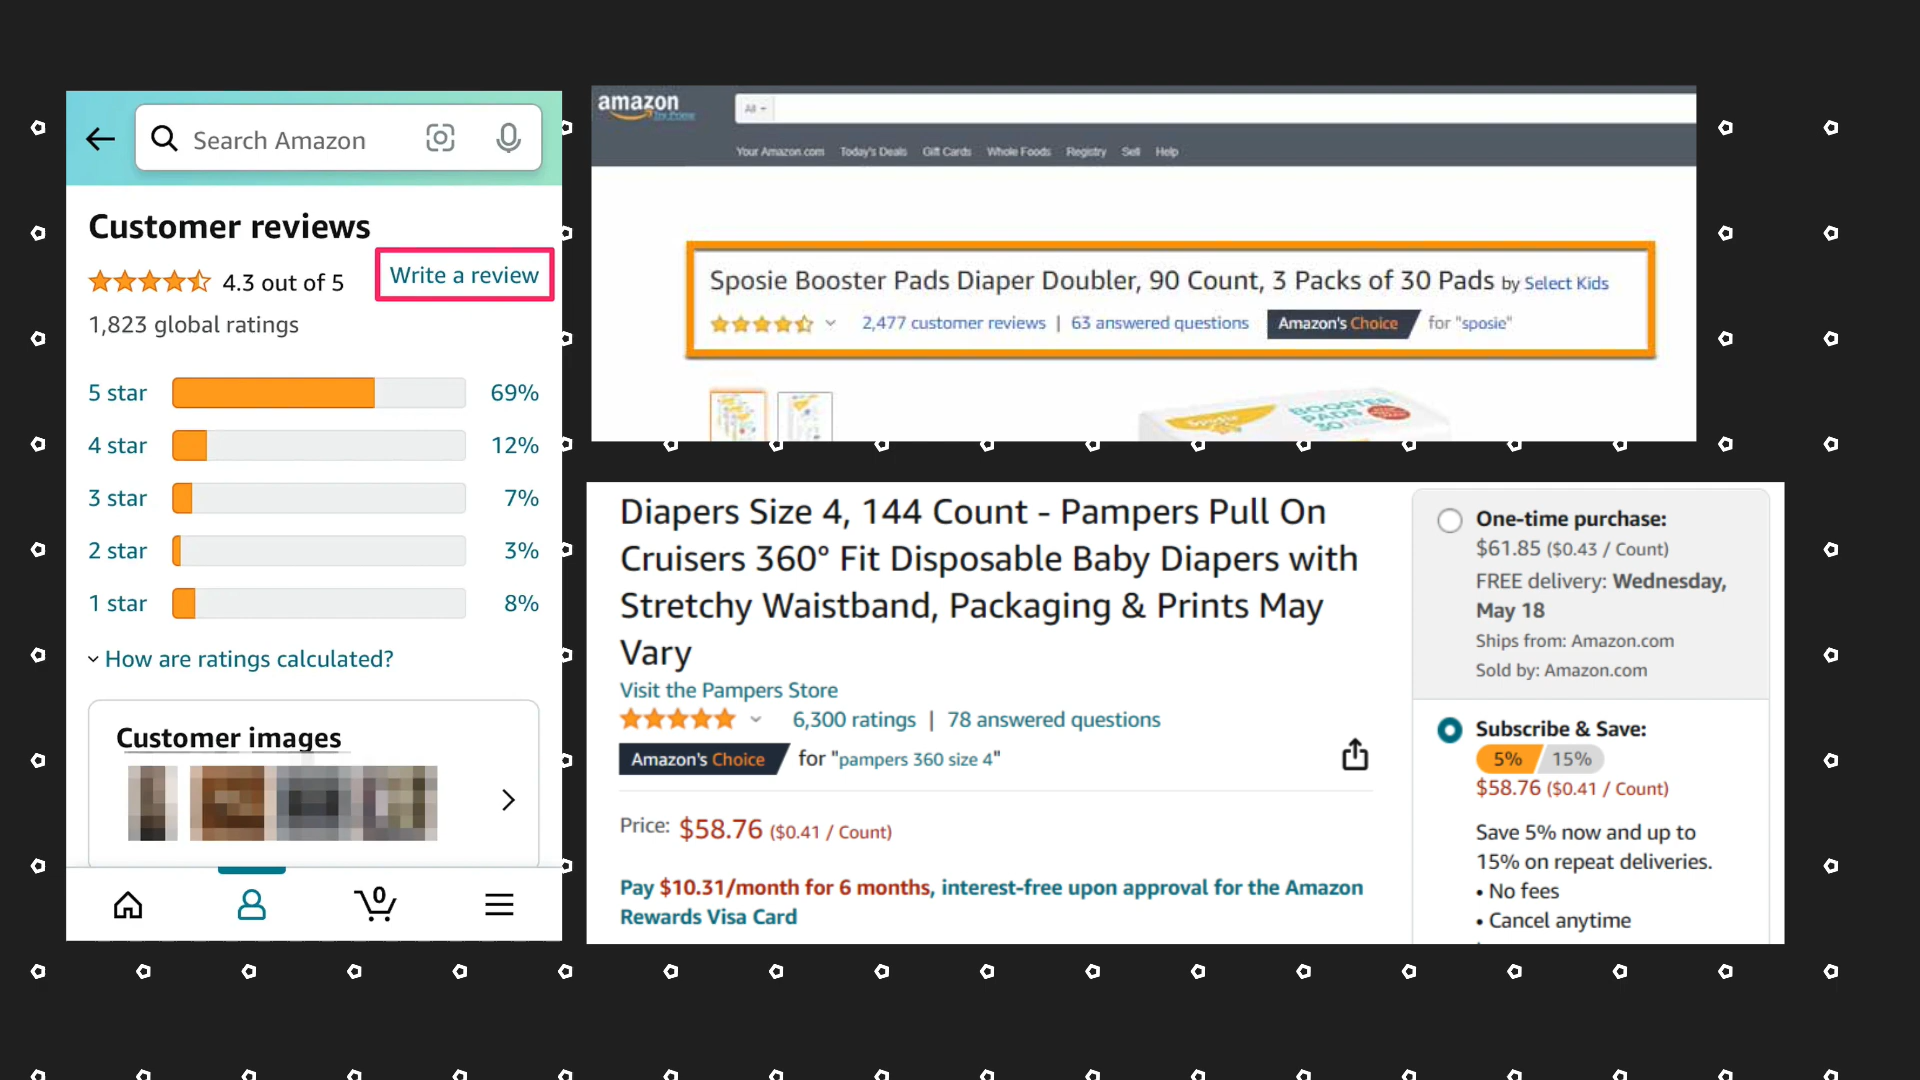 Search Amazon
Customer reviews
4.3 out of 5
Write a review
1,823 global ratings
5 star 69%
4 star 12%
3 star 7%
2 star 3%
1 star 8%
How are ratings calculated?
Customer images
0
amazon
All
Your Amazon.com Today's Deals Gift Cards Whole Foods Registry Sell Help
Sposie Booster Pads Diaper Doubler, 90 Count, 3 Packs of 30 Pads by Select Kids
2,477 customer reviews | 63 answered questions Amazon's Choice for "sposie"
Sposie
BOOSTER
PADS
30
Diapers Size 4, 144 Count - Pampers Pull On
Cruisers 360° Fit Disposable Baby Diapers with
Stretchy Waistband, Packaging & Prints May
Vary
Visit the Pampers Store
6,300 ratings | 78 answered questions
Amazon's Choice for "pampers 360 size 4"
Price: $58.76 ($0.41 / Count)
Pay $10.31/month for 6 months, interest-free upon approval for the Amazon
Rewards Visa Card
One-time purchase:
$61.85 ($0.43 / Count)
FREE delivery: Wednesday,
May 18
Ships from: Amazon.com
Sold by: Amazon.com
Subscribe & Save:
5% 15%
$58.76 ($0.41 / Count)
Save 5% now and up to
15% on repeat deliveries.
• No fees
• Cancel anytime